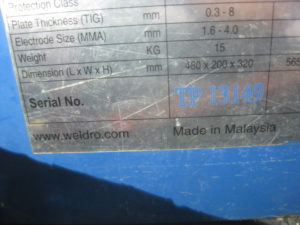 Protection Class
Plate Thickness (TIG) mm 0.3 - 8
Electrode Size (MMA) mm 1.6 - 4.0
Weight KG 15
Dimension (L x W x H) mm 480 x 200 x 320 565
Serial No. TP 13149
www.weldro.com Made in Malaysia